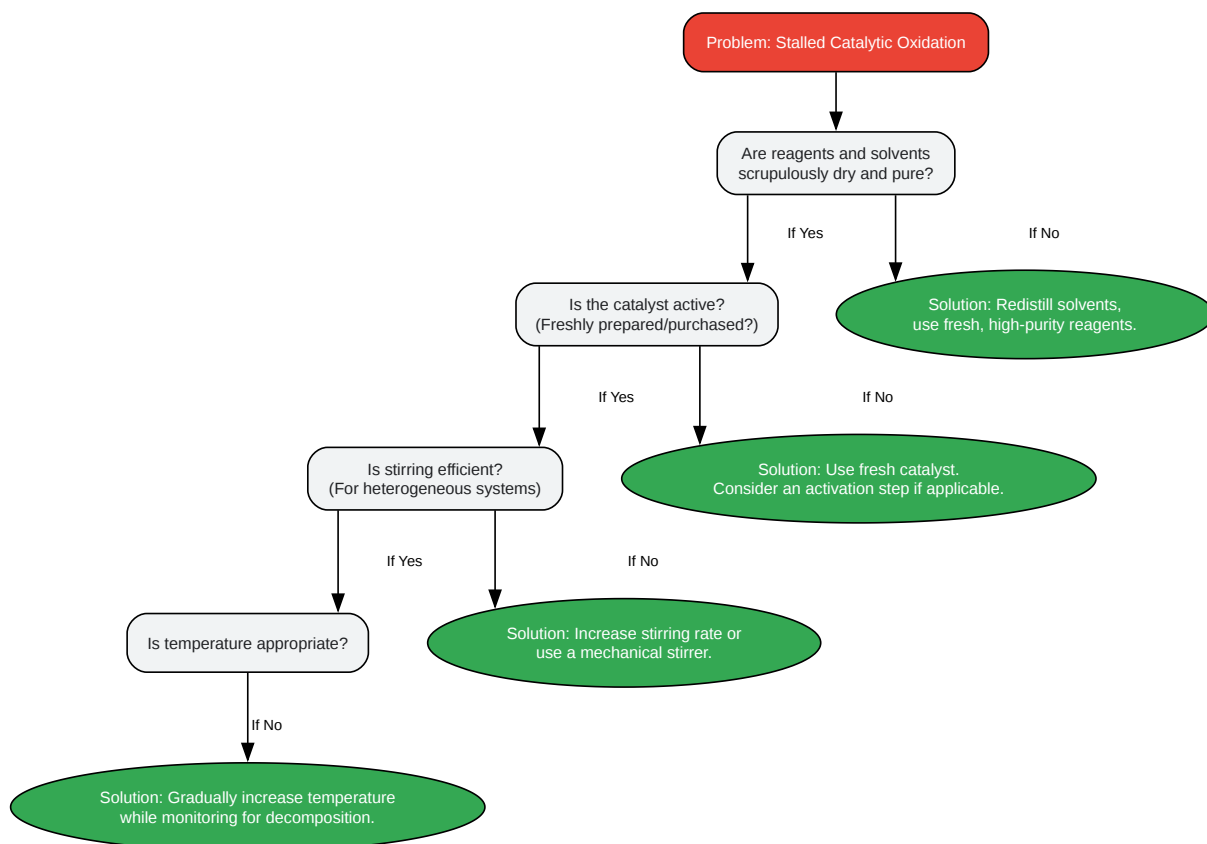 Problem: Stalled Catalytic Oxidation
Are reagents and solvents
scrupulously dry and pure?
If Yes
If No
Is the catalyst active?
(Freshly prepared/purchased?)
Solution: Redistill solvents,
use fresh, high-purity reagents.
If Yes
If No
Is stirring efficient?
(For heterogeneous systems)
Solution: Use fresh catalyst.
Consider an activation step if applicable.
If Yes
If No
Is temperature appropriate?
Solution: Increase stirring rate or
use a mechanical stirrer.
If No
Solution: Gradually increase temperature
while monitoring for decomposition.